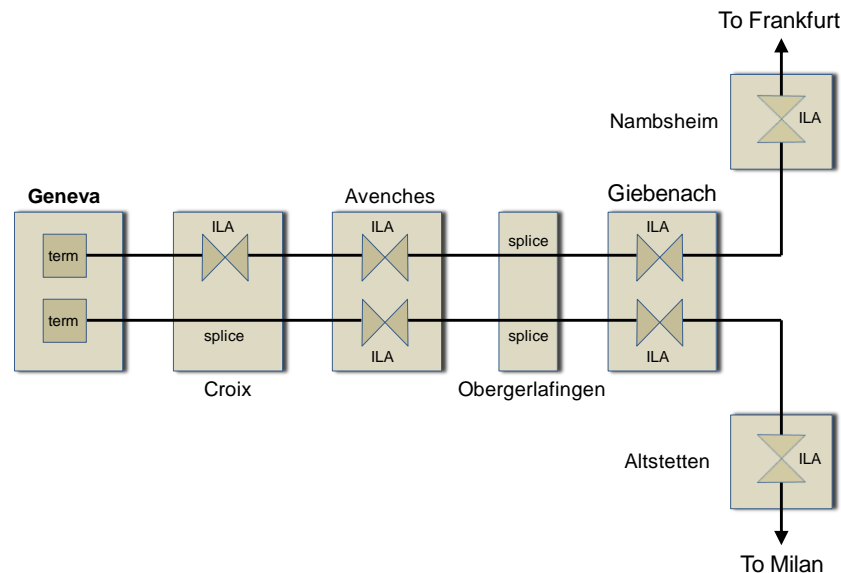 To Frankfurt
ILA
Nambsheim
Geneva
Avenches
Giebenach
ILA
ILA
ILA
term
splice
term
splice
splice
ILA
ILA
Croix
Obergerlafingen
Altstetten
ILA
To Milan